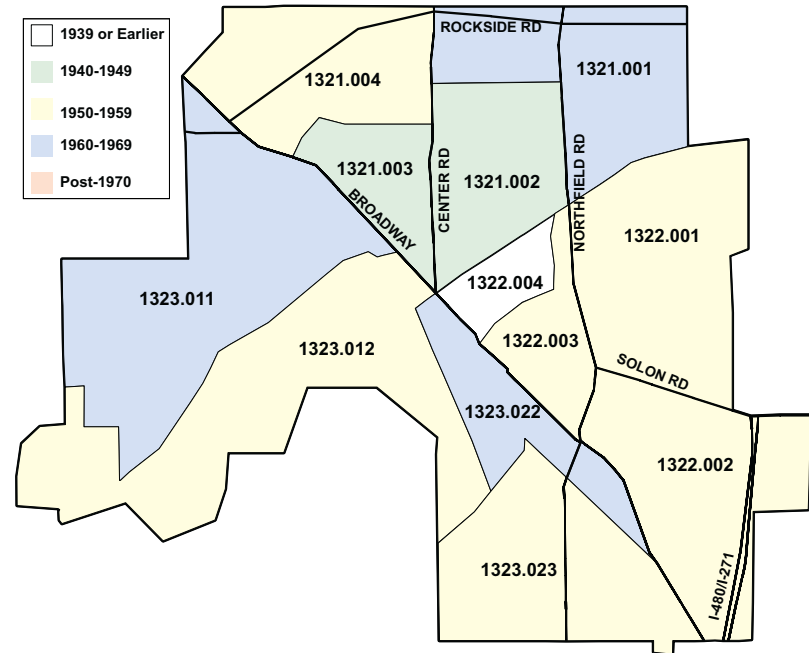 1939 or Earlier
1940-1949
1950-1959
1960-1969
Post-1970
ROCKSIDE RD
1321.001
1321.004
1321.003
1321.002
CENTER RD
NORTHFIELD RD
BROADWAY
1322.001
1322.004
1323.011
1322.003
1323.012
SOLON RD
1323.022
1322.002
1323.023
I-480/I-271